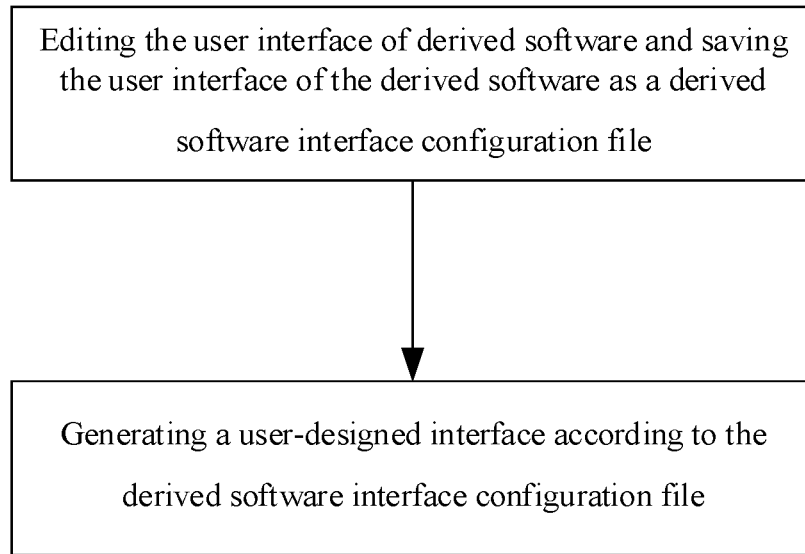 Editing the user interface of derived software and saving
the user interface of the derived software as a derived
software interface configuration file
Generating a user-designed interface according to the
derived software interface configuration file